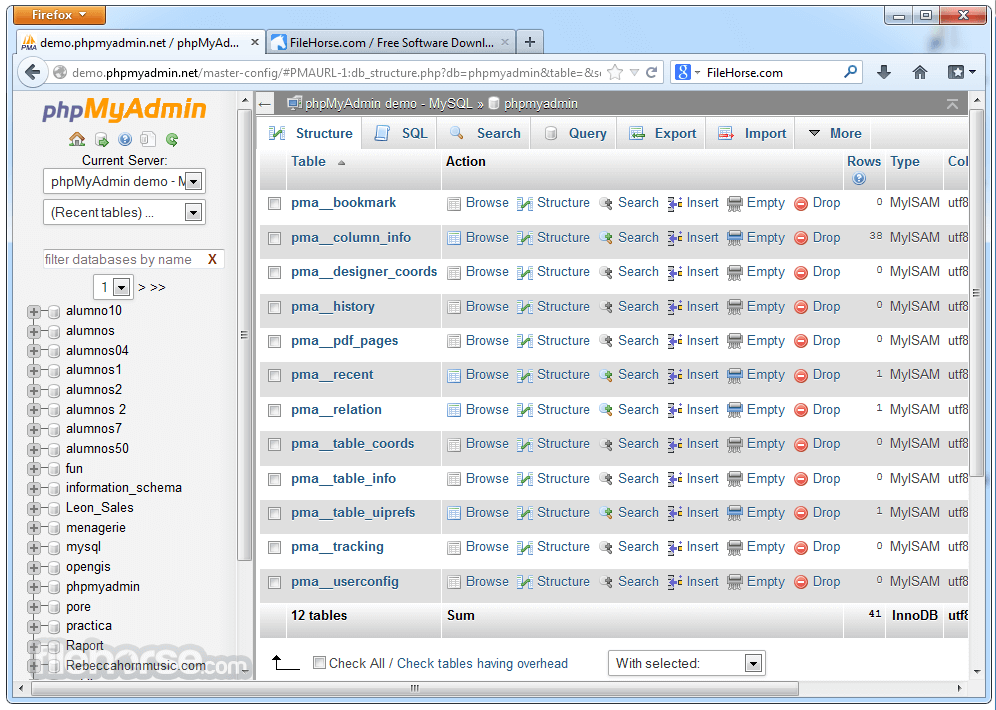 Firefox
demo.phpmyadmin.net / phpMyAd...
FileHorse.com / Free Software Downl...
demo.phpmyadmin.net/master-config/#PMAURL-1:db_structure.php?db=phpmyadmin&table=&se
FileHorse.com
phpMyAdmin
Current Server:
phpMyAdmin demo - M
(Recent tables) ...
filter databases by name X
1 > >>
alumno10
alumnos
alumnos04
alumnos1
alumnos2
alumnos 2
alumnos7
alumnos50
fun
information_schema
Leon_Sales
menagerie
mysql
opengis
phpmyadmin
pore
practica
Raport
Rebeccahornmusic.com
filehorse.com
phpMyAdmin demo - MySQL » phpmyadmin
Structure SQL Search Query Export Import More
Table Action Rows Type Col
pma__bookmark Browse Structure Search Insert Empty Drop 0 MyISAM utf8
pma__column_info Browse Structure Search Insert Empty Drop 38 MyISAM utf8
pma__designer_coords Browse Structure Search Insert Empty Drop 0 MyISAM utf8
pma__history Browse Structure Search Insert Empty Drop 0 MyISAM utf8
pma__pdf_pages Browse Structure Search Insert Empty Drop 0 MyISAM utf8
pma__recent Browse Structure Search Insert Empty Drop 1 MyISAM utf8
pma__relation Browse Structure Search Insert Empty Drop 1 MyISAM utf8
pma__table_coords Browse Structure Search Insert Empty Drop 0 MyISAM utf8
pma__table_info Browse Structure Search Insert Empty Drop 0 MyISAM utf8
pma__table_uiprefs Browse Structure Search Insert Empty Drop 1 MyISAM utf8
pma__tracking Browse Structure Search Insert Empty Drop 0 MyISAM utf8
pma__userconfig Browse Structure Search Insert Empty Drop 0 MyISAM utf8
12 tables Sum 41 InnoDB utf8
Check All / Check tables having overhead With selected: